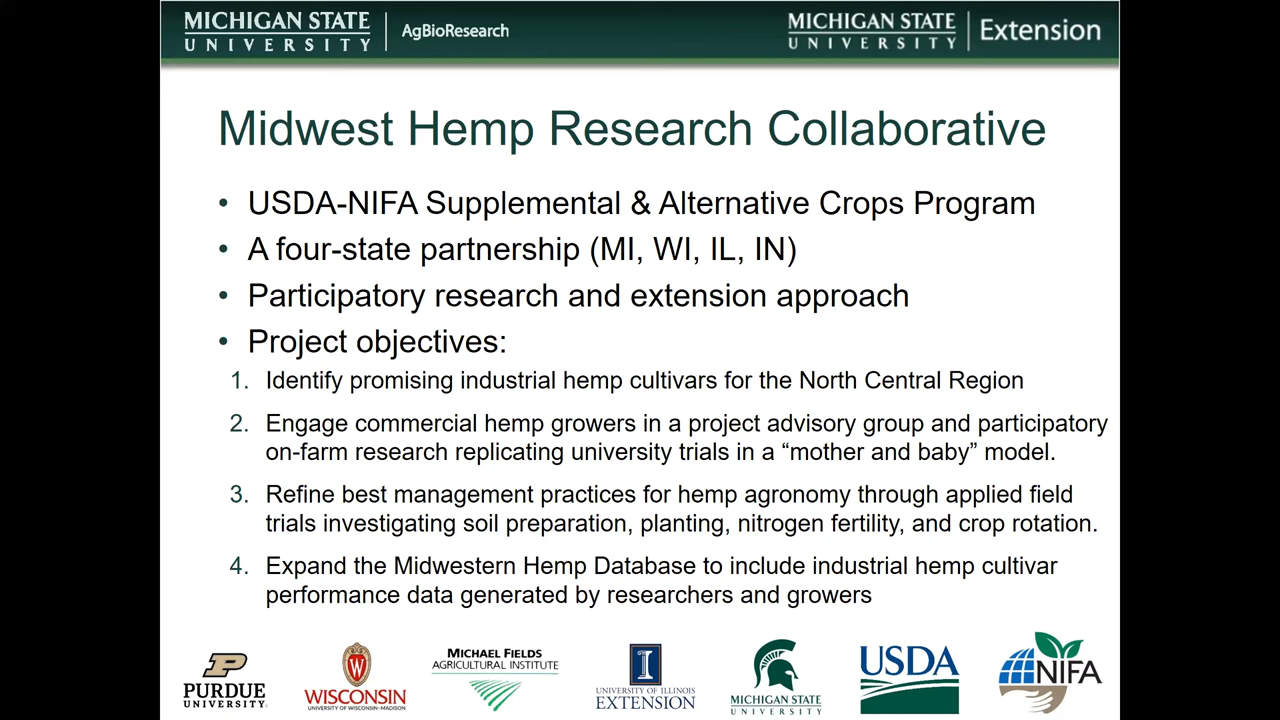 MICHIGAN STATE
UNIVERSITY
AgBioResearch
MICHIGAN STATE
UNIVERSITY
Extension
Midwest Hemp Research Collaborative
• USDA-NIFA Supplemental & Alternative Crops Program
• A four-state partnership (MI, WI, IL, IN)
• Participatory research and extension approach
• Project objectives:
1. Identify promising industrial hemp cultivars for the North Central Region
2. Engage commercial hemp growers in a project advisory group and participatory
on-farm research replicating university trials in a “mother and baby” model.
3. Refine best management practices for hemp agronomy through applied field
trials investigating soil preparation, planting, nitrogen fertility, and crop rotation.
4. Expand the Midwestern Hemp Database to include industrial hemp cultivar
performance data generated by researchers and growers
P
PURDUE
UNIVERSITY
W
WISCONSIN
UNIVERSITY OF WISCONSIN-MADISON
MICHAEL FIELDS
AGRICULTURAL INSTITUTE
I
UNIVERSITY OF ILLINOIS
EXTENSION
MICHIGAN STATE
UNIVERSITY
USDA
NIFA